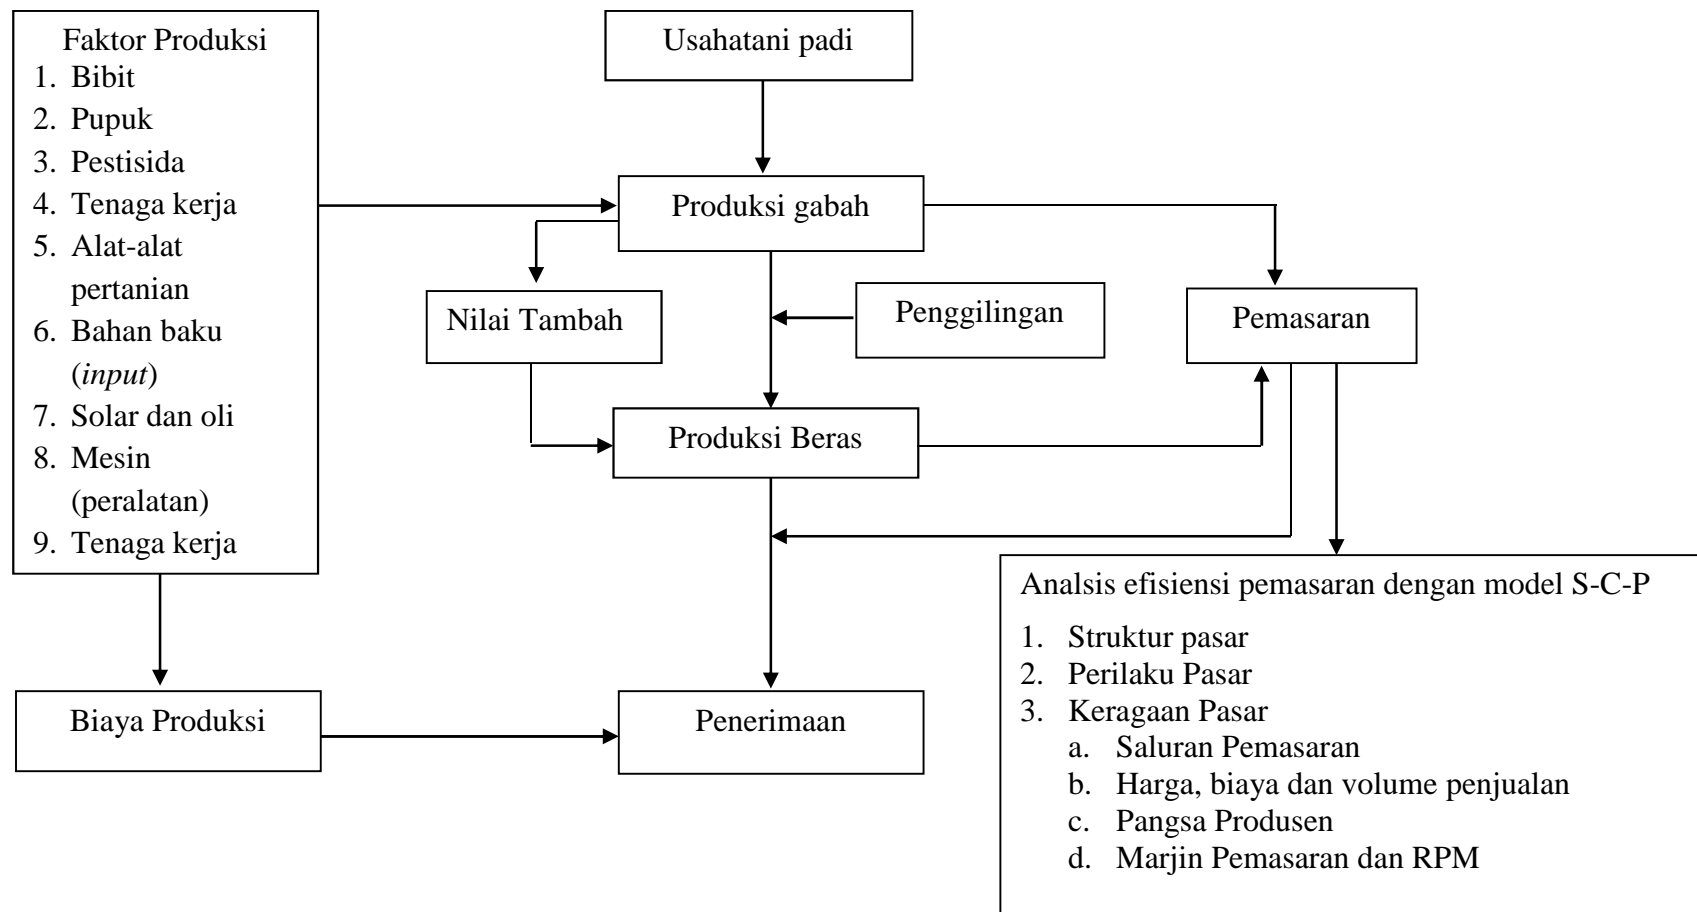 Faktor Produksi
1. Bibit
2. Pupuk
3. Pestisida
4. Tenaga kerja
5. Alat-alat
pertanian
6. Bahan baku
(input)
7. Solar dan oli
8. Mesin
(peralatan)
9. Tenaga kerja
Usahatani padi
Produksi gabah
Nilai Tambah
Penggilingan
Pemasaran
Produksi Beras
Biaya Produksi
Penerimaan
Analsis efisiensi pemasaran dengan model S-C-P
1. Struktur pasar
2. Perilaku Pasar
3. Keragaan Pasar
a. Saluran Pemasaran
b. Harga, biaya dan volume penjualan
c. Pangsa Produsen
d. Marjin Pemasaran dan RPM